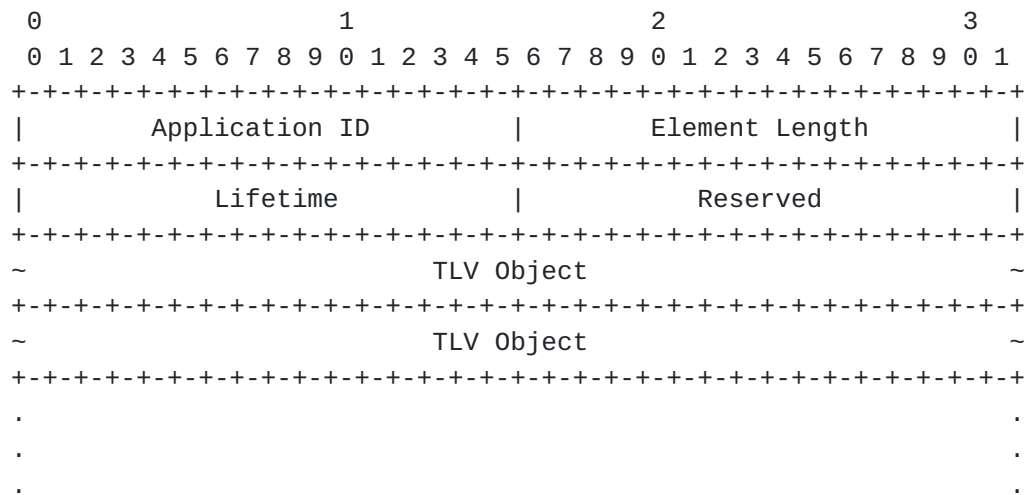 0                   1                   2                   3
 0 1 2 3 4 5 6 7 8 9 0 1 2 3 4 5 6 7 8 9 0 1 2 3 4 5 6 7 8 9 0 1
+-+-+-+-+-+-+-+-+-+-+-+-+-+-+-+-+-+-+-+-+-+-+-+-+-+-+-+-+-+-+-+-+
|        Application ID         |        Element Length         |
+-+-+-+-+-+-+-+-+-+-+-+-+-+-+-+-+-+-+-+-+-+-+-+-+-+-+-+-+-+-+-+-+
|            Lifetime           |           Reserved            |
+-+-+-+-+-+-+-+-+-+-+-+-+-+-+-+-+-+-+-+-+-+-+-+-+-+-+-+-+-+-+-+-+
~                          TLV Object                           ~
+-+-+-+-+-+-+-+-+-+-+-+-+-+-+-+-+-+-+-+-+-+-+-+-+-+-+-+-+-+-+-+-+
~                          TLV Object                           ~
+-+-+-+-+-+-+-+-+-+-+-+-+-+-+-+-+-+-+-+-+-+-+-+-+-+-+-+-+-+-+-+-+
.                                                               .
.                                                               .
.                                                               .